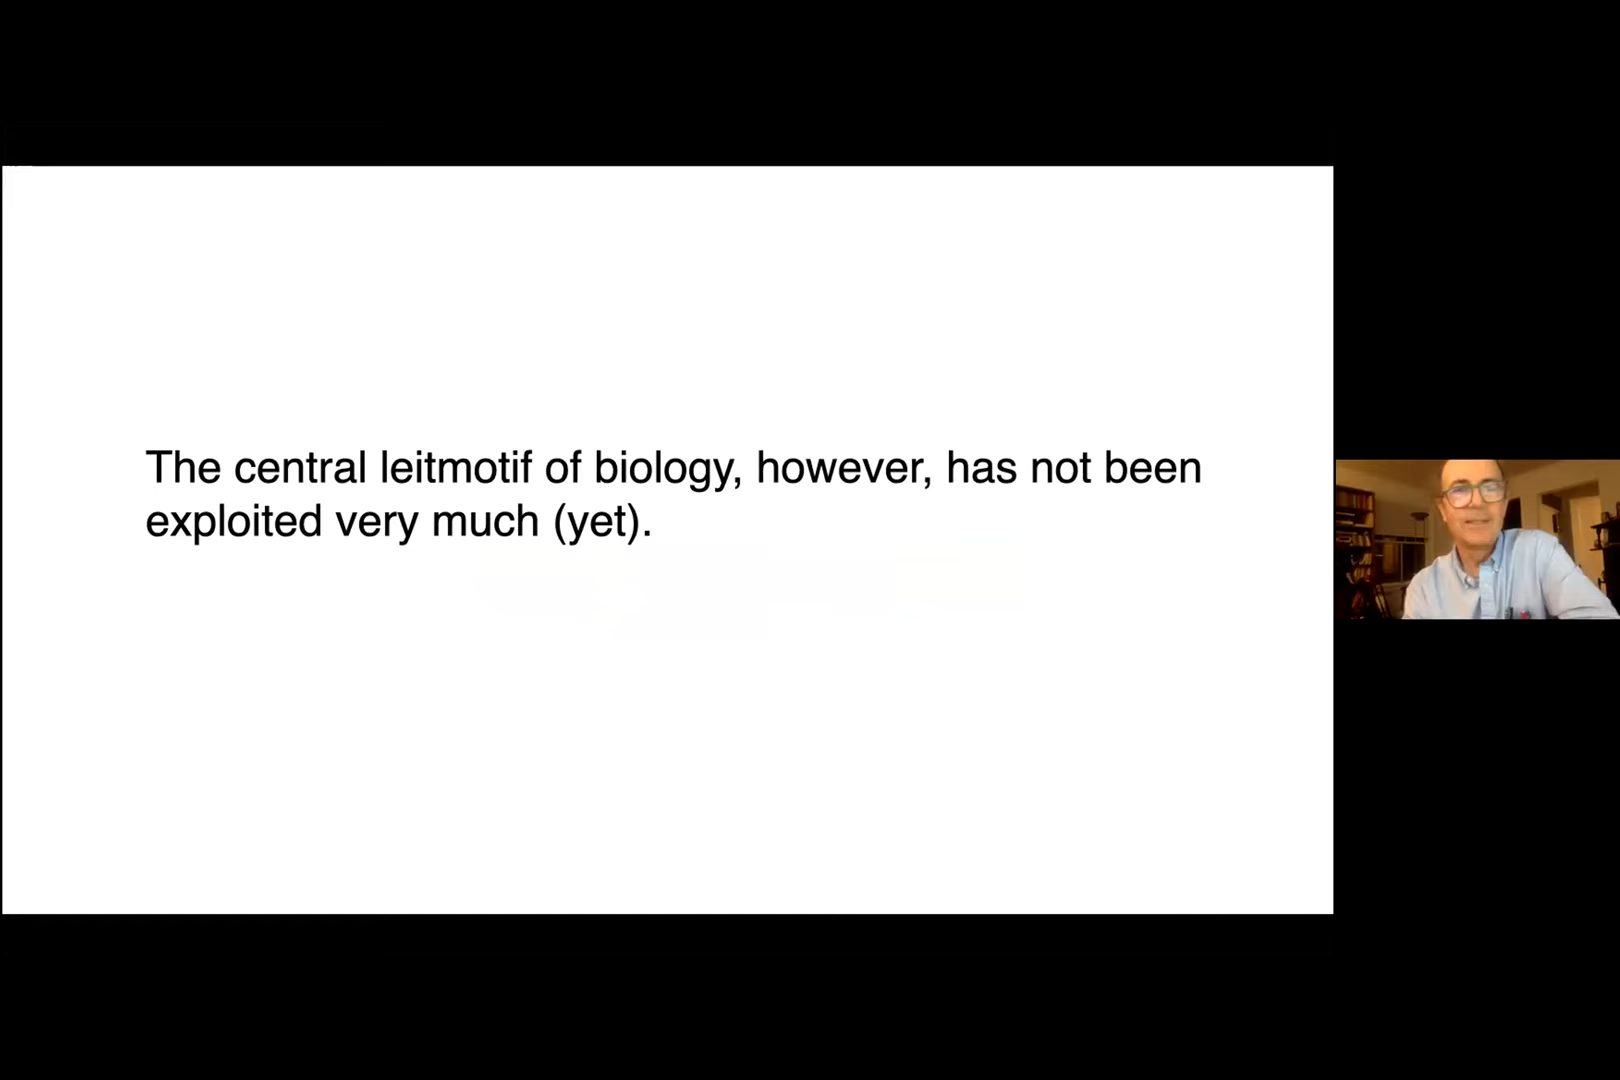 The central leitmotif of biology, however, has not been
exploited very much (yet).